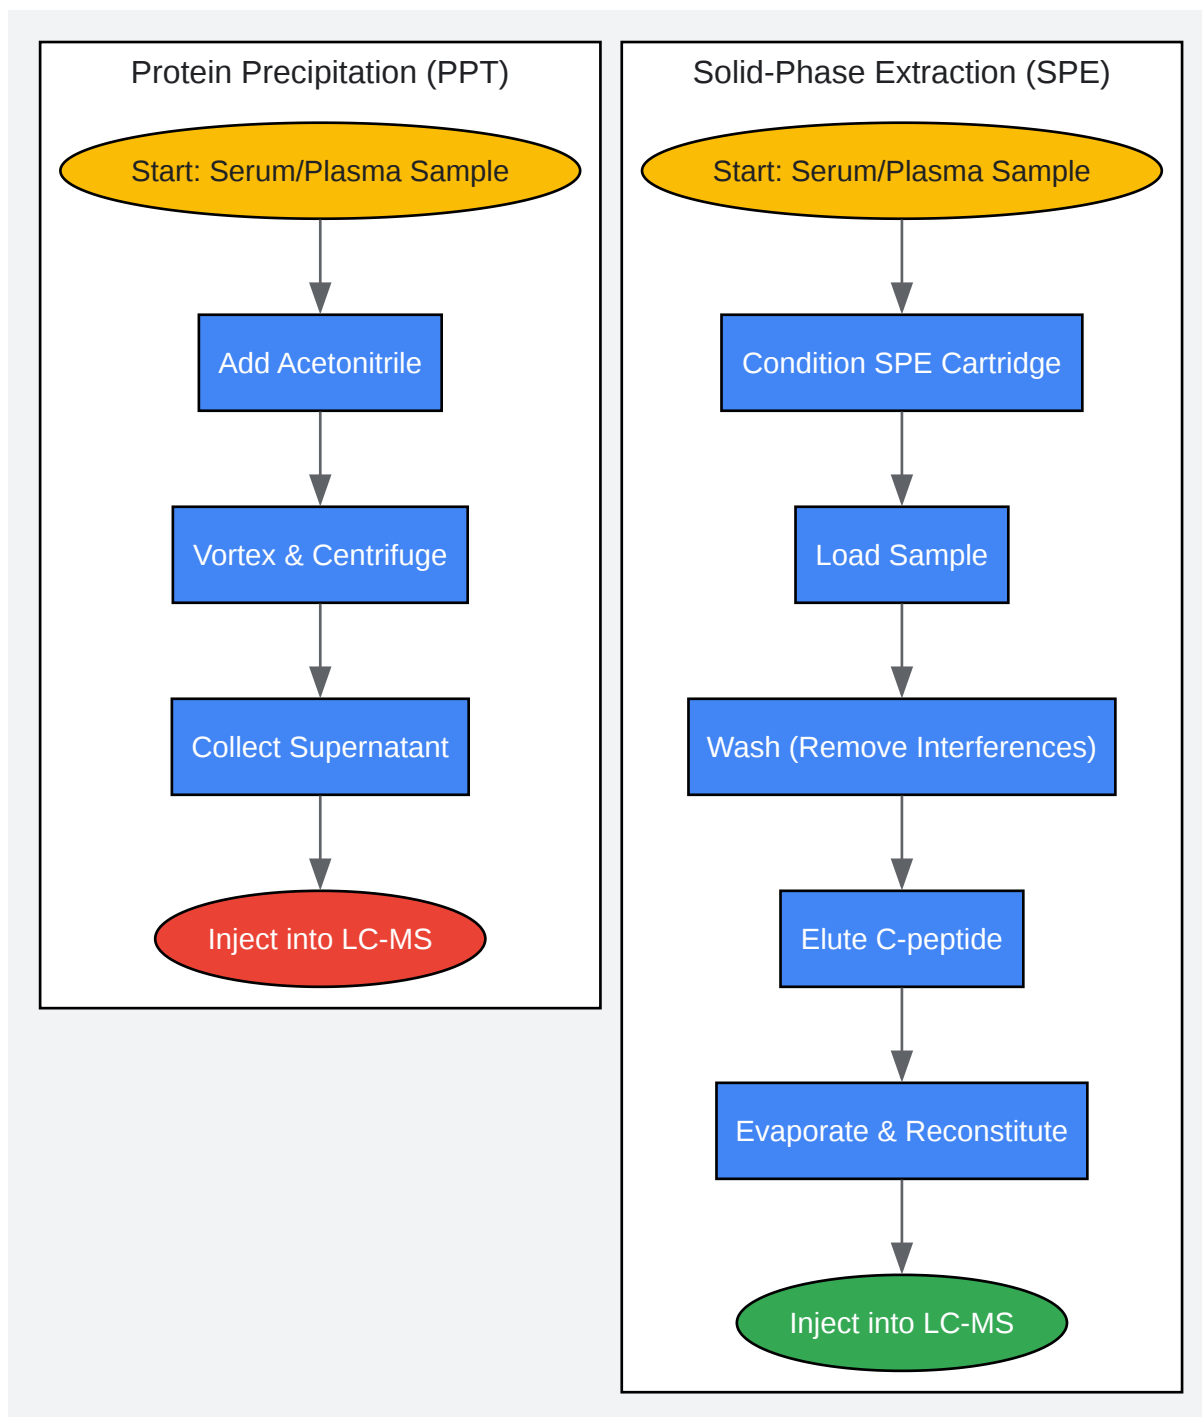 Protein Precipitation (PPT)
Start: Serum/Plasma Sample
Add Acetonitrile
Vortex & Centrifuge
Collect Supernatant
Inject into LC-MS
Solid-Phase Extraction (SPE)
Start: Serum/Plasma Sample
Condition SPE Cartridge
Load Sample
Wash (Remove Interferences)
Elute C-peptide
Evaporate & Reconstitute
Inject into LC-MS